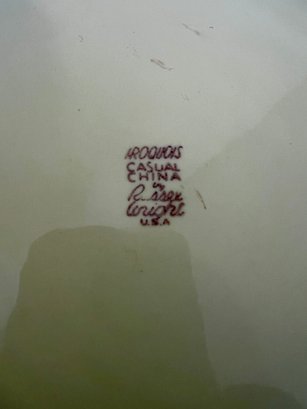 IROQUOIS
CASUAL
CHINA
by
Russel
Wright
U.S.A